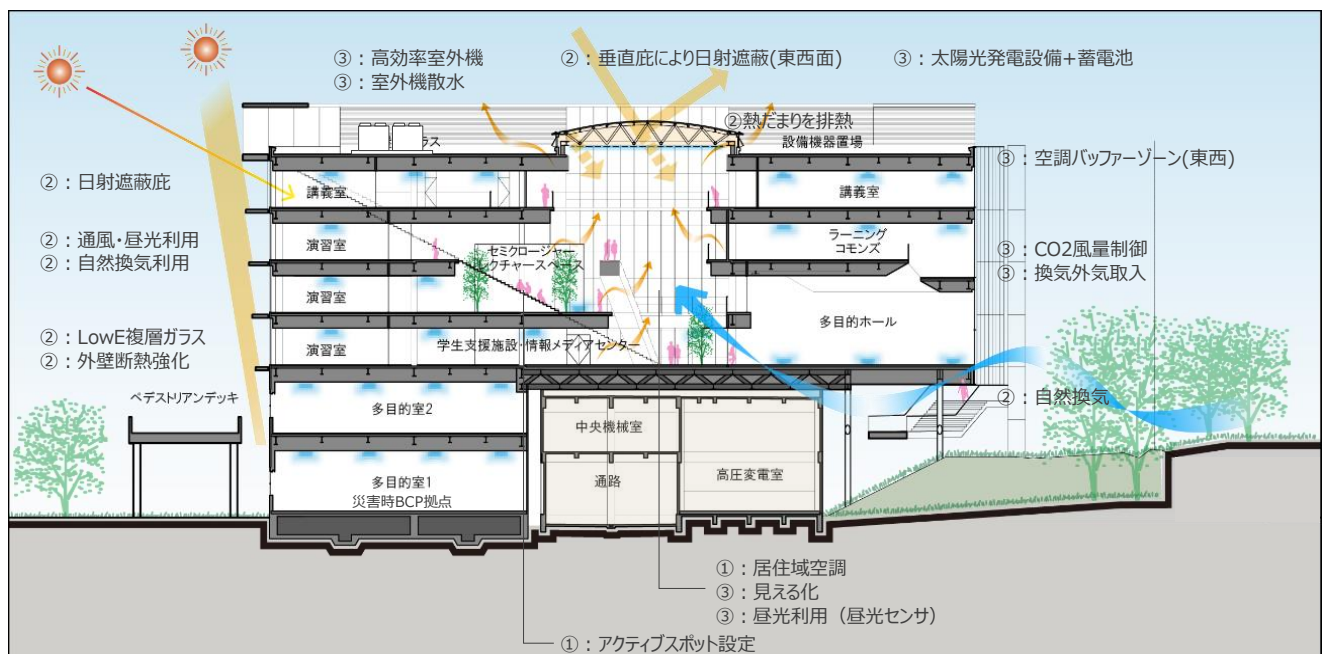 ③：高効率室外機
③：室外機散水
②：垂直庇により日射遮蔽(東西面)
③：太陽光発電設備+蓄電池
②熱だまりを排熱
ラス
設備機器置場
③：空調バッファーゾーン(東西)
②：日射遮蔽庇
講義室
講義室
②：通風・昼光利用
②：自然換気利用
演習室
セミクロージャー
レクチャースペース
ラーニング
コモンズ
③：CO2風量制御
③：換気外気取入
演習室
多目的ホール
②：LowE複層ガラス
②：外壁断熱強化
演習室
学生支援施設・情報メディアセンター
ペデストリアンデッキ
②：自然換気
多目的室2
中央機械室
多目的室1
災害時BCP拠点
通路
高圧変電室
①：居住域空調
③：見える化
③：昼光利用（昼光センサ）
①：アクティブスポット設定